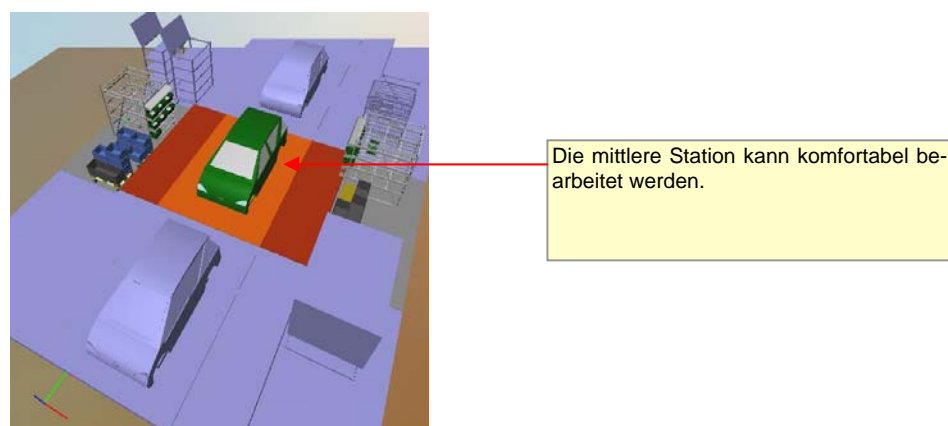 Die mittlere Station kann komfortabel be-
arbeitet werden.